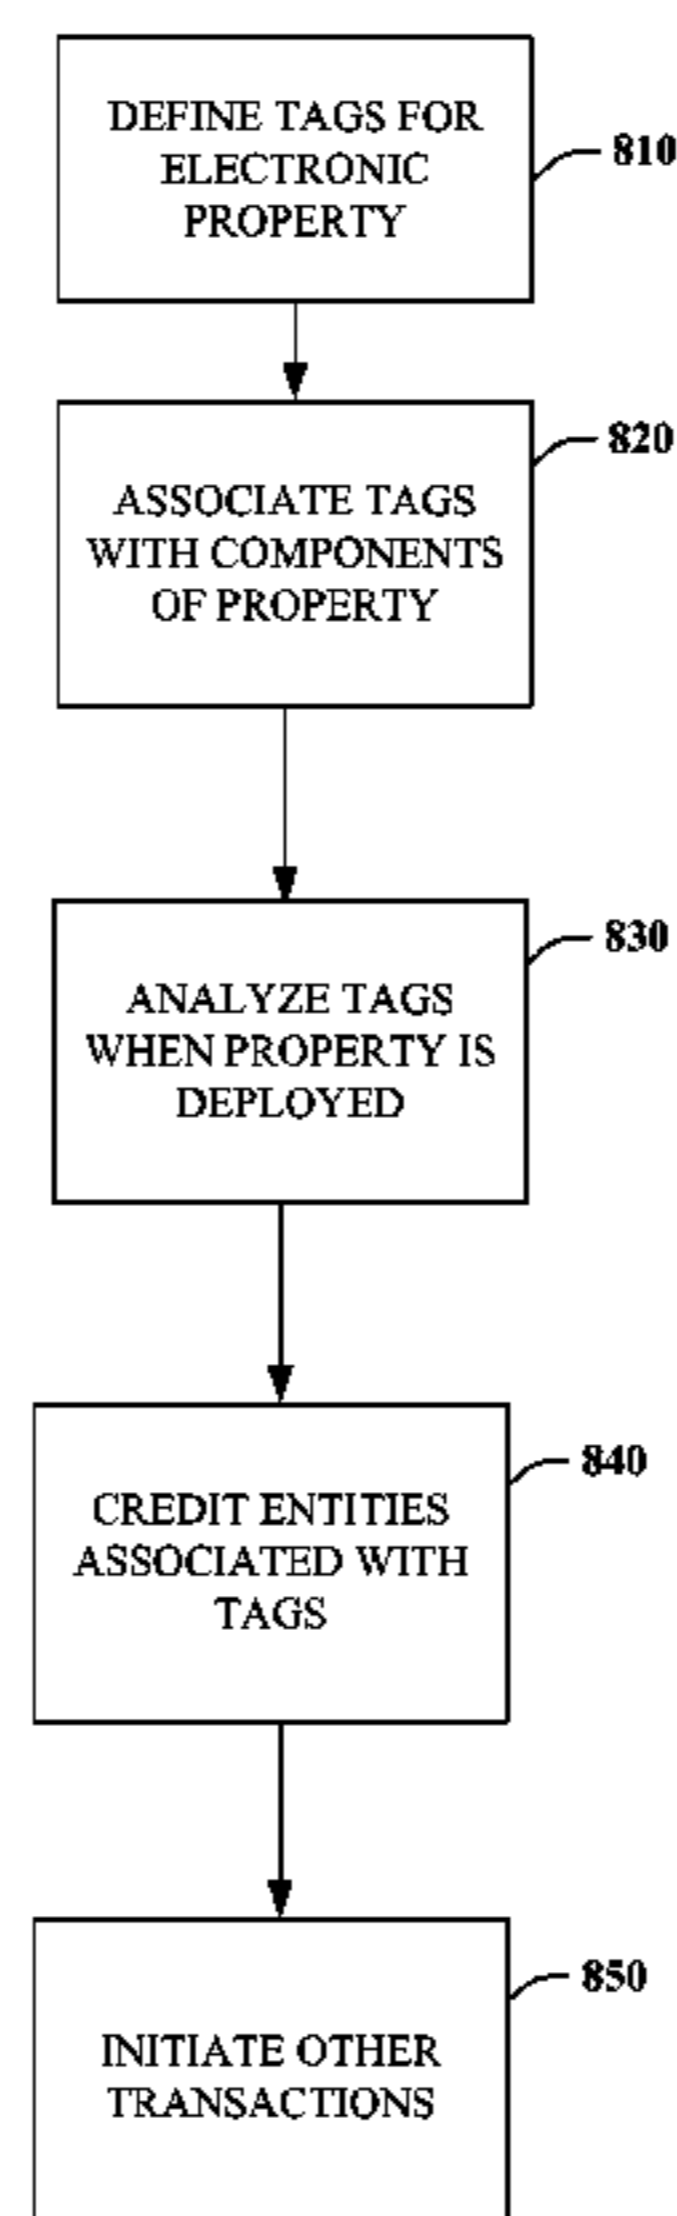 DEFINE TAGS FOR
ELECTRONIC
PROPERTY
810
ASSOCIATE TAGS
WITH COMPONENTS
OF PROPERTY
820
ANALYZE TAGS
WHEN PROPERTY IS
DEPLOYED
830
CREDIT ENTITIES
ASSOCIATED WITH
TAGS
840
INITIATE OTHER
TRANSACTIONS
850